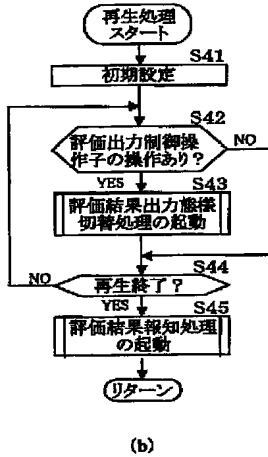 再生処理
スタート
S41
初期設定
S42
評価出力制御操
作子の操作あり?
NO
YES
S43
評価結果出力態様
切替処理の起動
S44
NO
再生終了?
YES
S45
評価結果報知処理
の起動
リターン
(b)